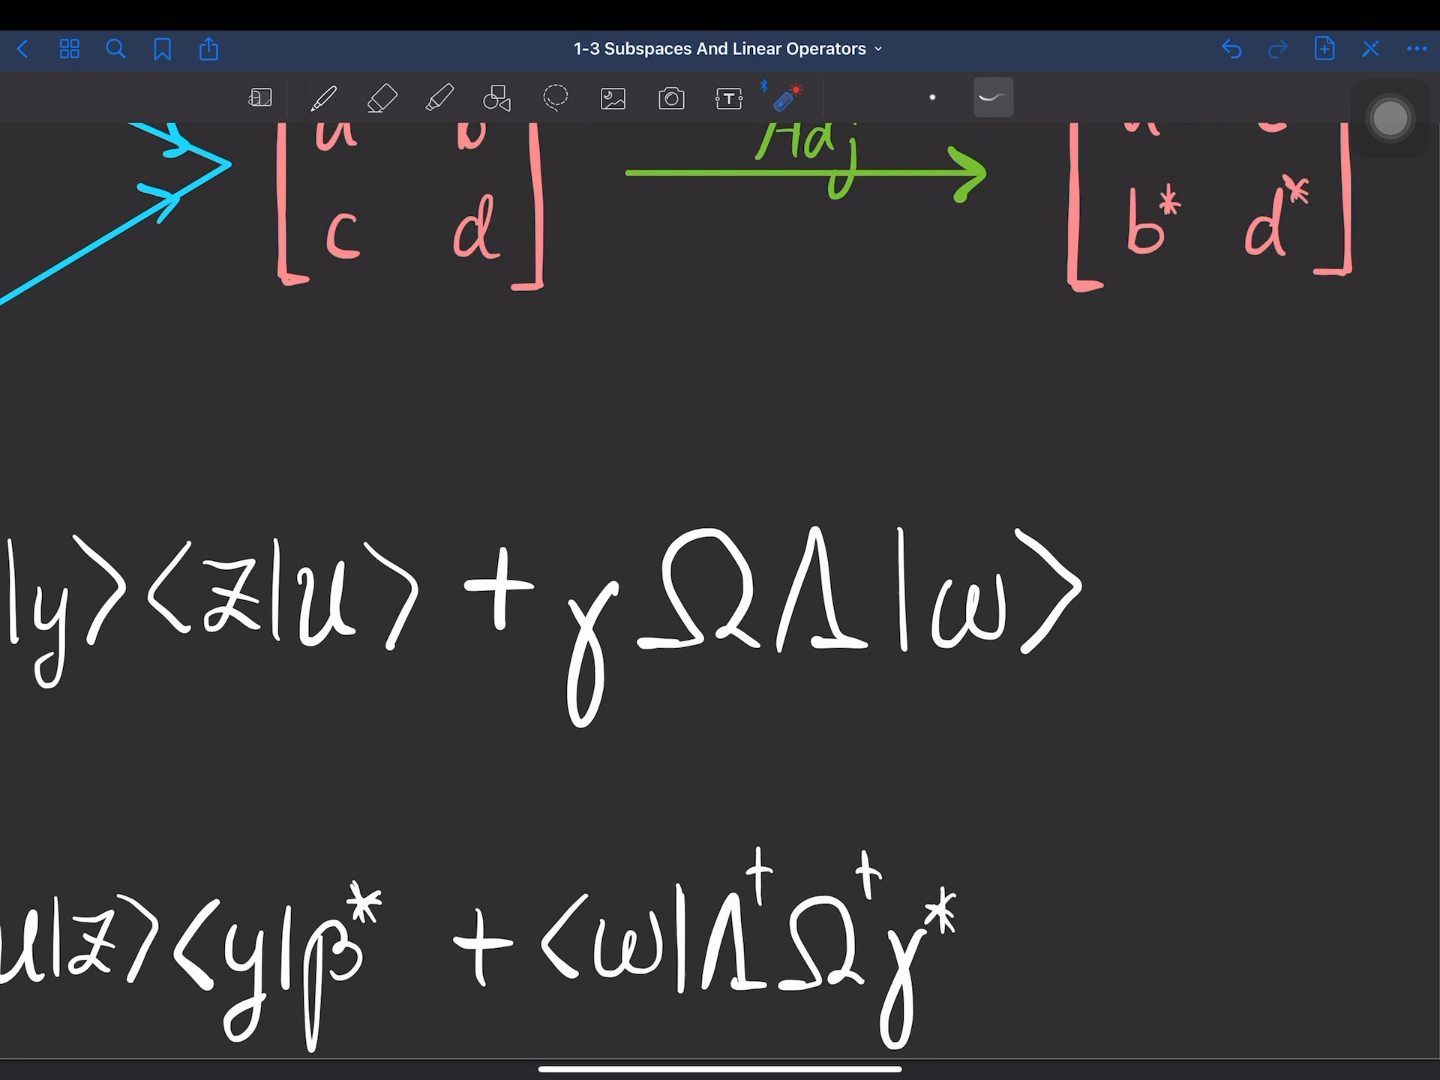 1-3 Subspaces And Linear Operators
T
Adj
a b
c d
b* d*
|y><z|u> + γΩΛ|ω>
u|z><y|β* + <ω|Λ†Ω†γ*